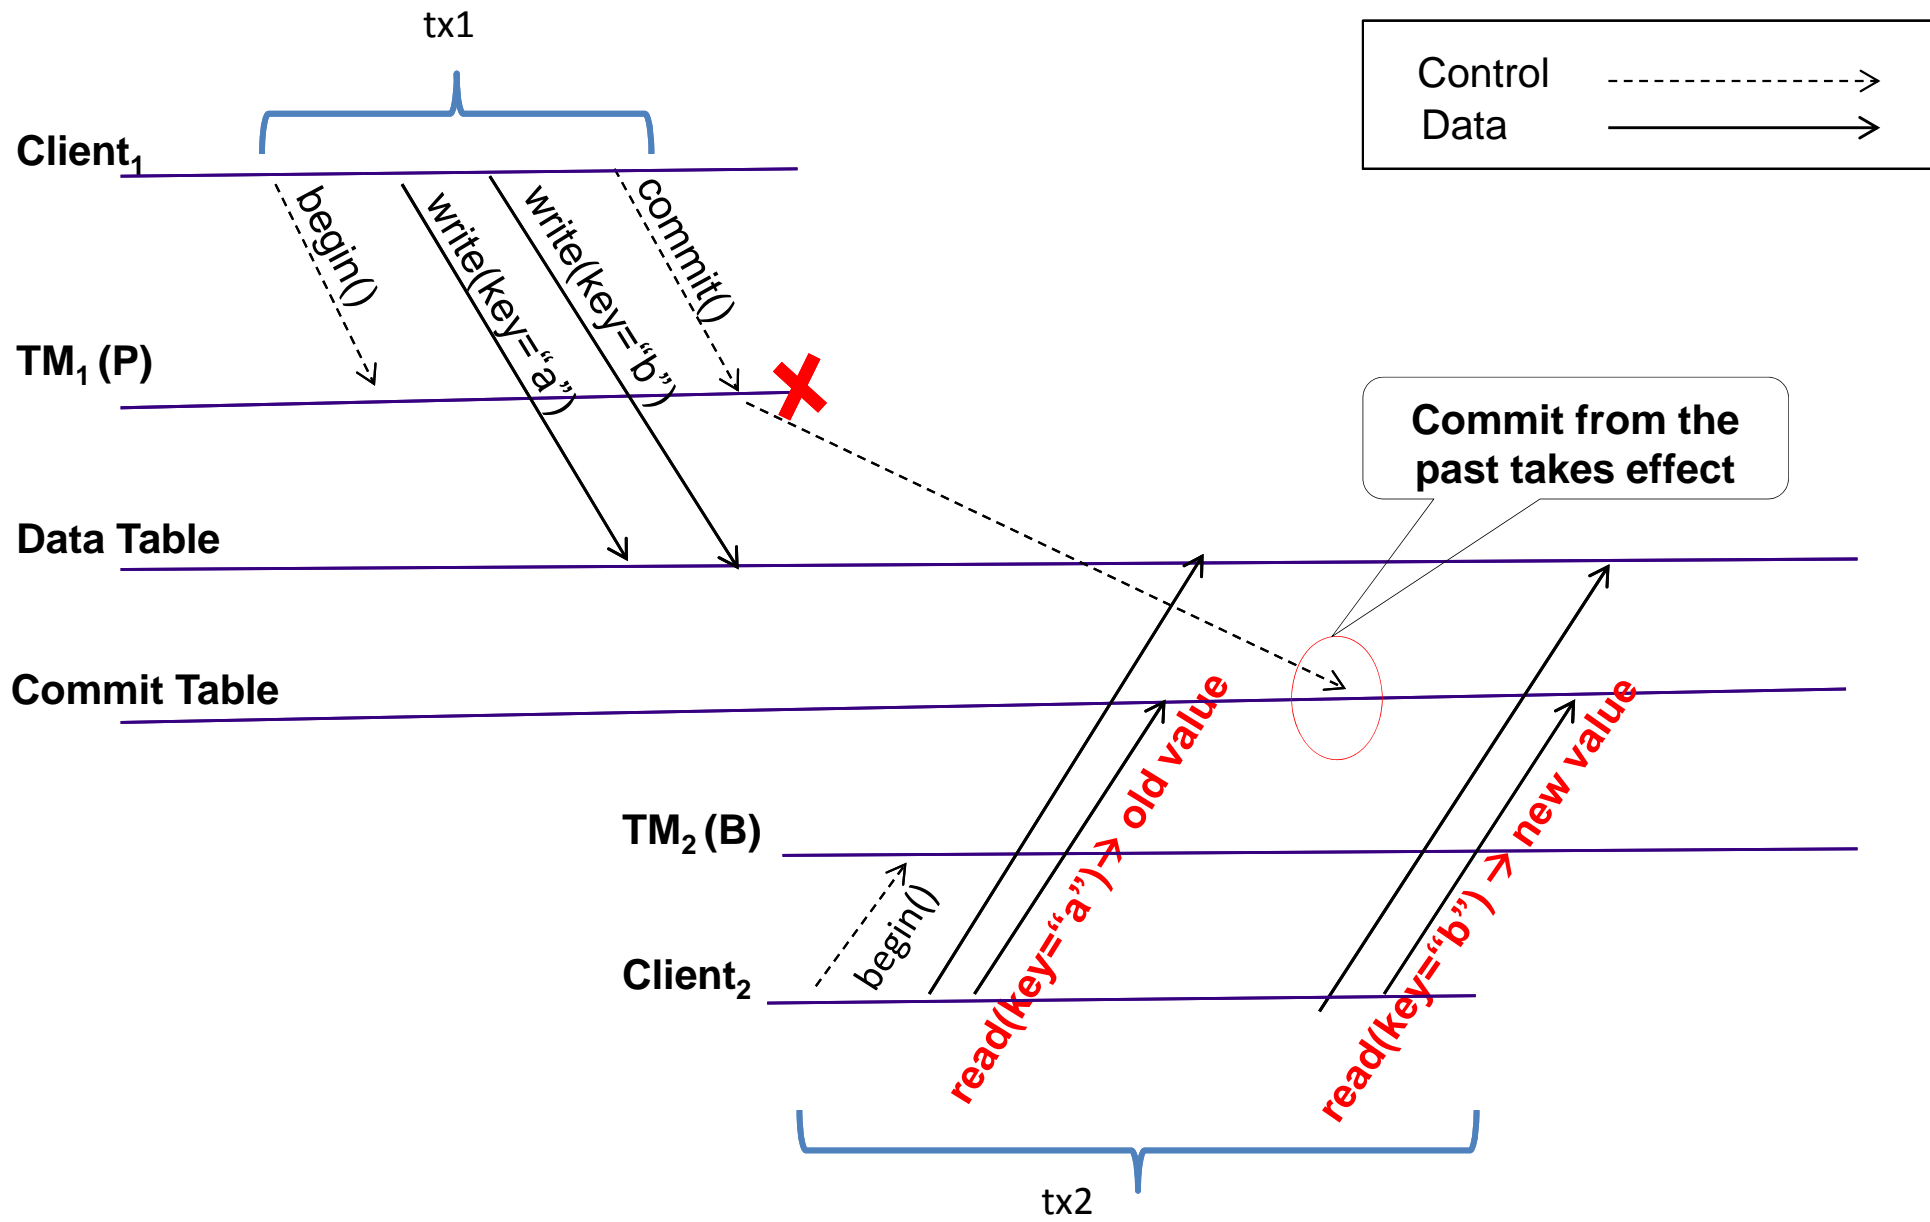 tx1
Control
Data
Client₁
begin()
write(key=“a”)
write(key=“b”)
commit()
TM₁ (P)
Commit from the
past takes effect
Data Table
Commit Table
TM₂ (B)
begin()
Client₂
read(key=“a”)→ old value
read(key=“b”) → new value
tx2